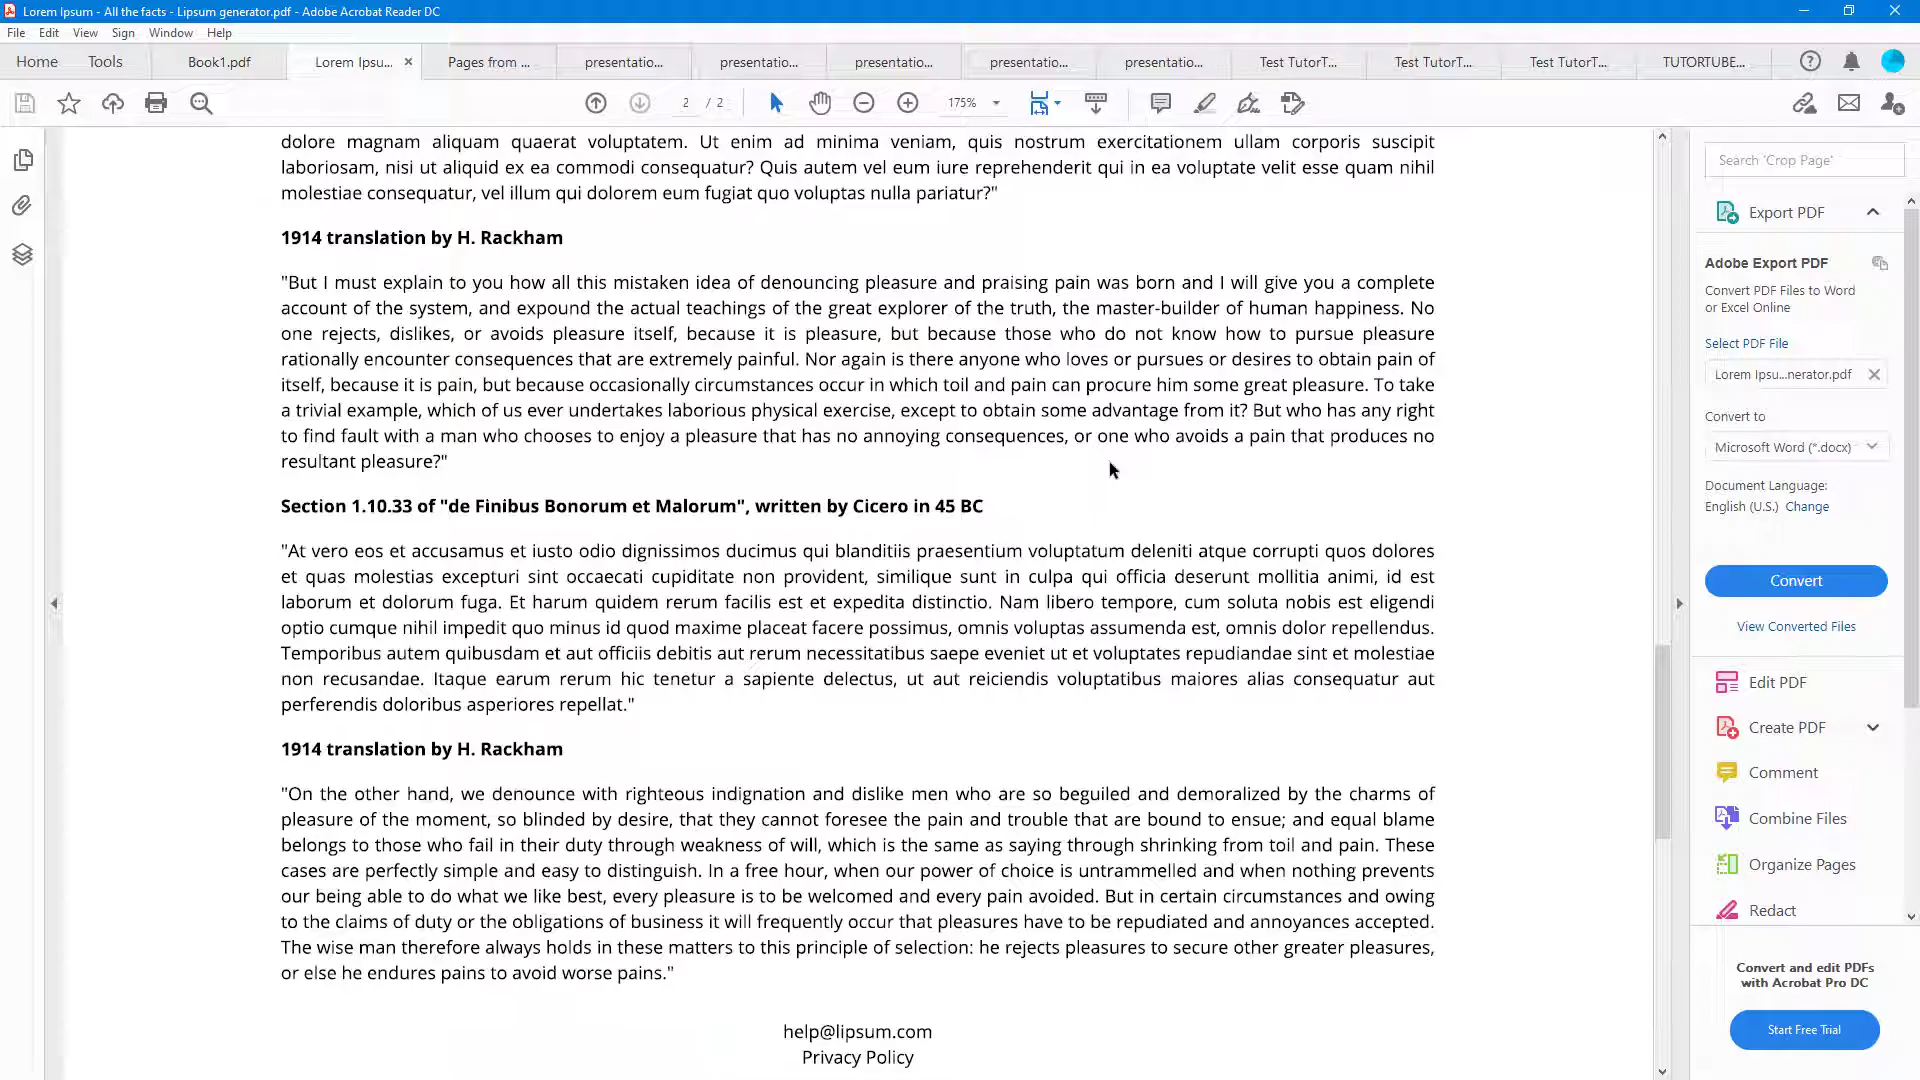 Lorem Ipsum - All the facts - Lipsum generator.pdf - Adobe Acrobat Reader DC
File Edit View Sign Window Help
Home Tools Book1.pdf Lorem Ipsu... Pages from ... presentatio... presentatio... presentatio... presentatio... presentatio... Test TutorT... Test TutorT... Test TutorT... TUTORTUBE...
2 / 2 175%
dolore magnam aliquam quaerat voluptatem. Ut enim ad minima veniam, quis nostrum exercitationem ullam corporis suscipit
laboriosam, nisi ut aliquid ex ea commodi consequatur? Quis autem vel eum iure reprehenderit qui in ea voluptate velit esse quam nihil
molestiae consequatur, vel illum qui dolorem eum fugiat quo voluptas nulla pariatur?"
1914 translation by H. Rackham
"But I must explain to you how all this mistaken idea of denouncing pleasure and praising pain was born and I will give you a complete
account of the system, and expound the actual teachings of the great explorer of the truth, the master-builder of human happiness. No
one rejects, dislikes, or avoids pleasure itself, because it is pleasure, but because those who do not know how to pursue pleasure
rationally encounter consequences that are extremely painful. Nor again is there anyone who loves or pursues or desires to obtain pain of
itself, because it is pain, but because occasionally circumstances occur in which toil and pain can procure him some great pleasure. To take
a trivial example, which of us ever undertakes laborious physical exercise, except to obtain some advantage from it? But who has any right
to find fault with a man who chooses to enjoy a pleasure that has no annoying consequences, or one who avoids a pain that produces no
resultant pleasure?"
Section 1.10.33 of "de Finibus Bonorum et Malorum", written by Cicero in 45 BC
"At vero eos et accusamus et iusto odio dignissimos ducimus qui blanditiis praesentium voluptatum deleniti atque corrupti quos dolores
et quas molestias excepturi sint occaecati cupiditate non provident, similique sunt in culpa qui officia deserunt mollitia animi, id est
laborum et dolorum fuga. Et harum quidem rerum facilis est et expedita distinctio. Nam libero tempore, cum soluta nobis est eligendi
optio cumque nihil impedit quo minus id quod maxime placeat facere possimus, omnis voluptas assumenda est, omnis dolor repellendus.
Temporibus autem quibusdam et aut officiis debitis aut rerum necessitatibus saepe eveniet ut et voluptates repudiandae sint et molestiae
non recusandae. Itaque earum rerum hic tenetur a sapiente delectus, ut aut reiciendis voluptatibus maiores alias consequatur aut
perferendis doloribus asperiores repellat."
1914 translation by H. Rackham
"On the other hand, we denounce with righteous indignation and dislike men who are so beguiled and demoralized by the charms of
pleasure of the moment, so blinded by desire, that they cannot foresee the pain and trouble that are bound to ensue; and equal blame
belongs to those who fail in their duty through weakness of will, which is the same as saying through shrinking from toil and pain. These
cases are perfectly simple and easy to distinguish. In a free hour, when our power of choice is untrammelled and when nothing prevents
our being able to do what we like best, every pleasure is to be welcomed and every pain avoided. But in certain circumstances and owing
to the claims of duty or the obligations of business it will frequently occur that pleasures have to be repudiated and annoyances accepted.
The wise man therefore always holds in these matters to this principle of selection: he rejects pleasures to secure other greater pleasures,
or else he endures pains to avoid worse pains."
help@lipsum.com
Privacy Policy
Search 'Crop Page'
Export PDF
Adobe Export PDF
Convert PDF Files to Word
or Excel Online
Select PDF File
Lorem Ipsu...nerator.pdf
Convert to
Microsoft Word (*.docx)
Document Language:
English (U.S.) Change
Convert
View Converted Files
Edit PDF
Create PDF
Comment
Combine Files
Organize Pages
Redact
Convert and edit PDFs
with Acrobat Pro DC
Start Free Trial